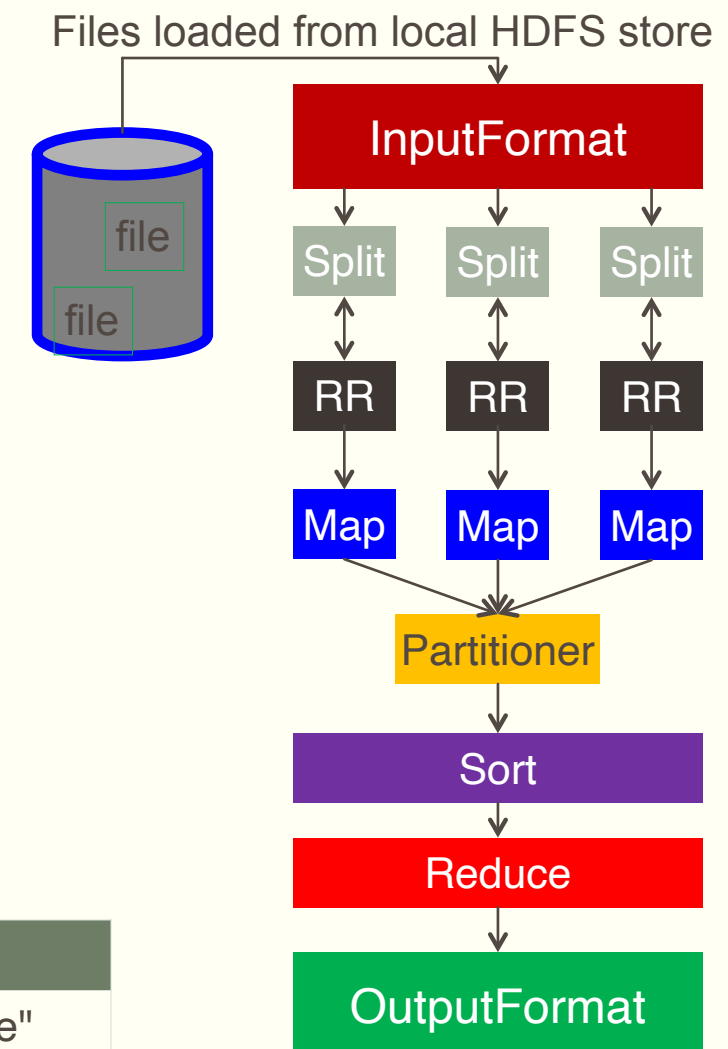 Files loaded from local HDFS store
InputFormat
file
file
Split Split Split
RR RR RR
Map Map Map
Partitioner
Sort
Reduce
OutputFormat
e"